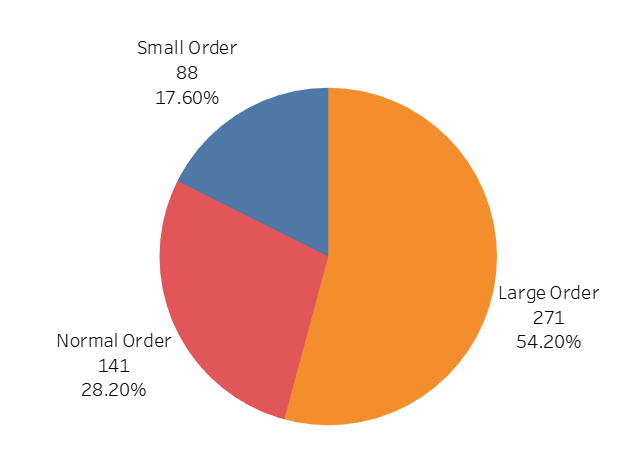 Small Order
88
17.60%
Large Order
271
54.20%
Normal Order
141
28.20%